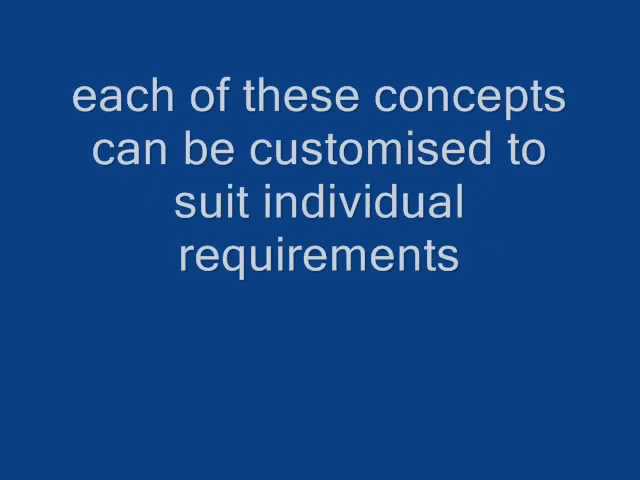 each of these concepts
can be customised to
suit individual
requirements